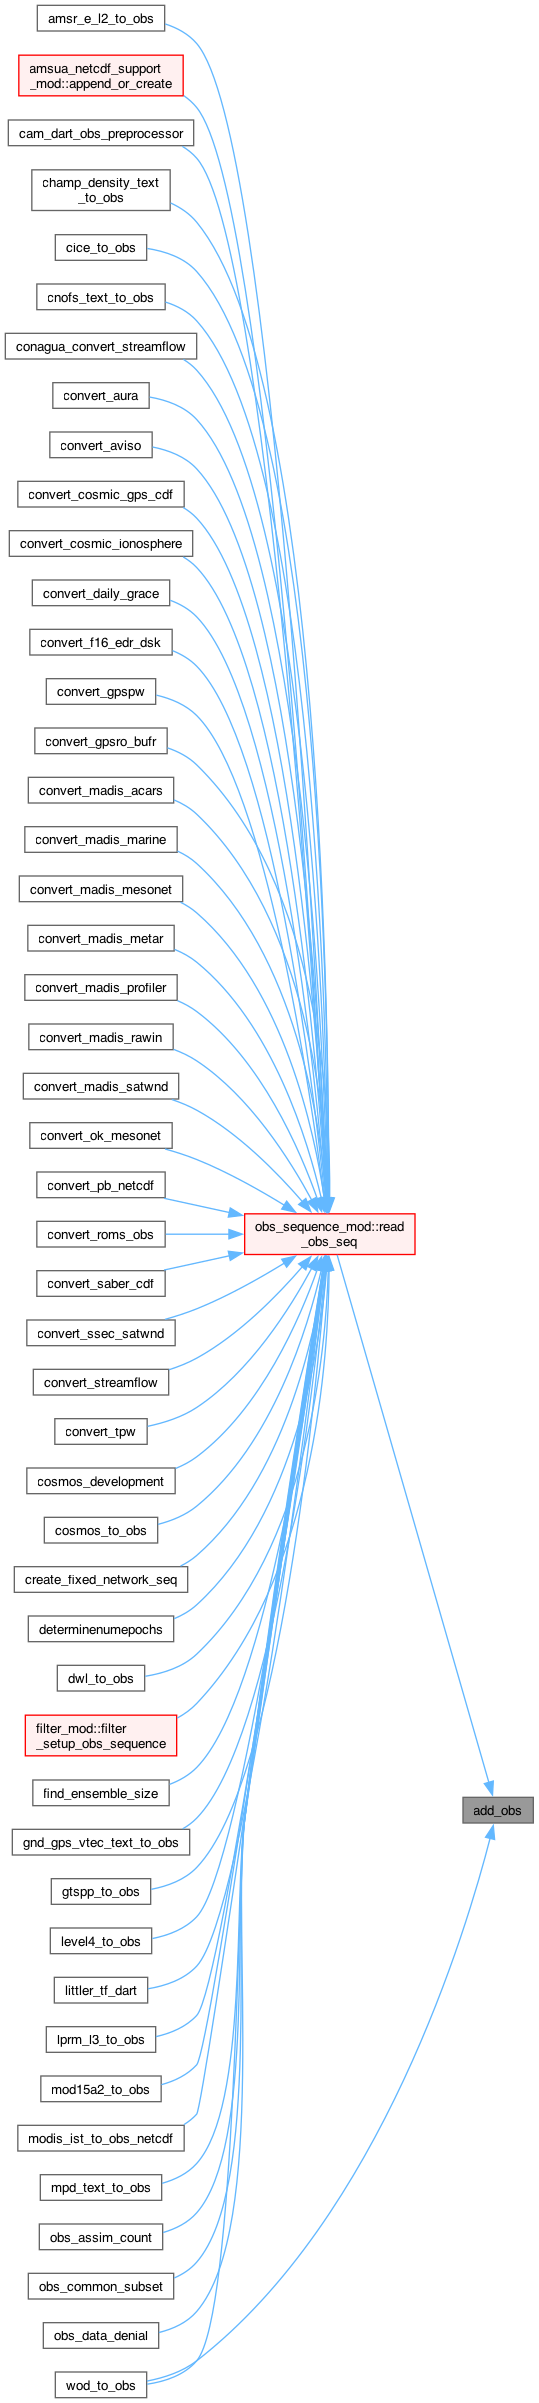 amsr_e_l2_to_obs
amsua_netcdf_support
_mod::append_or_create
cam_dart_obs_preprocessor
champ_density_text
_to_obs
cice_to_obs
cnofs_text_to_obs
conagua_convert_streamflow
convert_aura
convert_aviso
convert_cosmic_gps_cdf
convert_cosmic_ionosphere
convert_daily_grace
convert_f16_edr_dsk
convert_gpspw
convert_gpsro_bufr
convert_madis_acars
convert_madis_marine
convert_madis_mesonet
convert_madis_metar
convert_madis_profiler
convert_madis_rawin
convert_madis_satwnd
convert_ok_mesonet
convert_pb_netcdf
convert_roms_obs
convert_saber_cdf
convert_ssec_satwnd
convert_streamflow
convert_tpw
cosmos_development
cosmos_to_obs
create_fixed_network_seq
determinenumepochs
dwl_to_obs
filter_mod::filter
_setup_obs_sequence
find_ensemble_size
gnd_gps_vtec_text_to_obs
gtspp_to_obs
level4_to_obs
littler_tf_dart
lprm_l3_to_obs
mod15a2_to_obs
modis_ist_to_obs_netcdf
mpd_text_to_obs
obs_assim_count
obs_common_subset
obs_data_denial
wod_to_obs
obs_sequence_mod::read
_obs_seq
add_obs